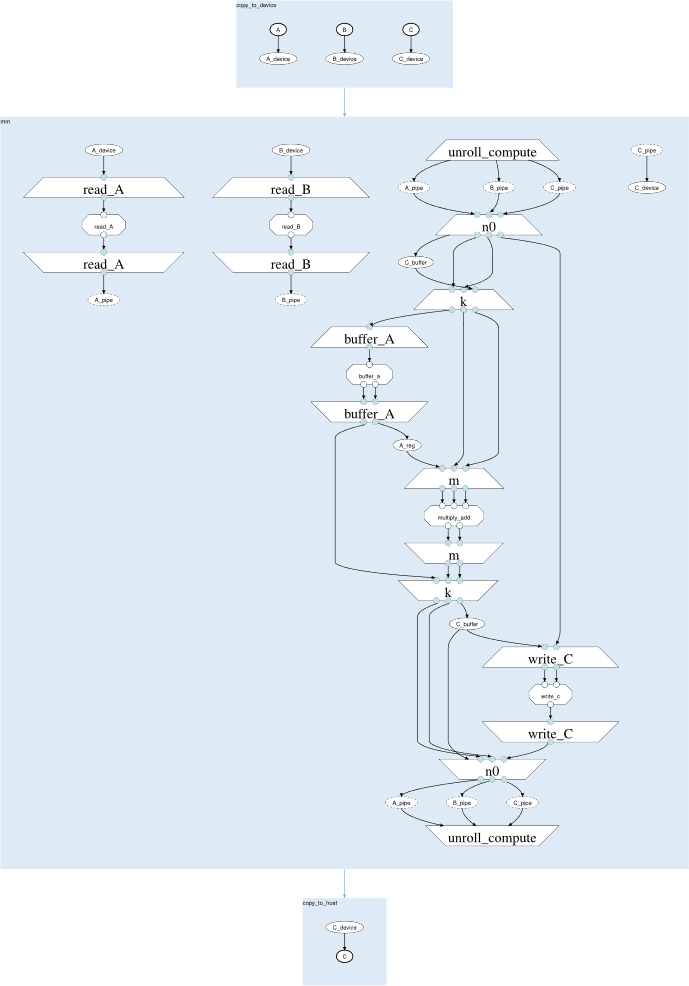 copy_to_device
A B C
A_device B_device C_device
mm
A_device B_device unroll_compute C_pipe
read_A read_B A_pipe B_pipe C_pipe C_device
read_A read_B n0
read_A read_B C_buffer
A_pipe B_pipe k
buffer_A
buffer_a
buffer_A
A_reg
m
multiply_add
m
k
C_buffer
write_C
write_c
write_C
n0
A_pipe B_pipe C_pipe
unroll_compute
copy_to_host
C_device
C